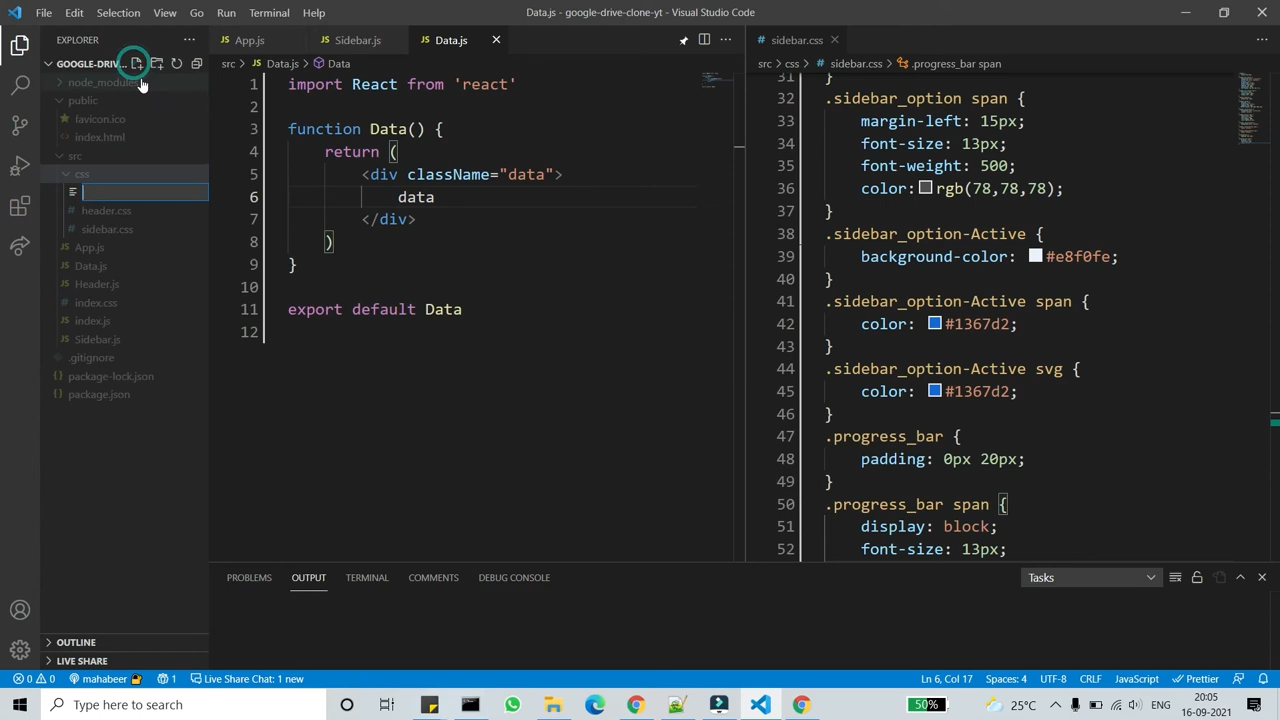 File Edit Selection View Go Run Terminal Help
Data.js - google-drive-clone-yt - Visual Studio Code
EXPLORER
GOOGLE-DRIV...
node_modules
public
favicon.ico
index.html
src
css
header.css
sidebar.css
App.js
Data.js
Header.js
index.css
index.js
Sidebar.js
.gitignore
package-lock.json
package.json
OUTLINE
LIVE SHARE
App.js Sidebar.js Data.js
src > Data.js > Data
1 import React from 'react'
2
3 function Data() {
4 return (
5 <div className="data">
6 data
7 </div>
8 )
9 }
10
11 export default Data
12
sidebar.css
src > css > sidebar.css > .progress_bar span
31 }
32 .sidebar_option span {
33 margin-left: 15px;
34 font-size: 13px;
35 font-weight: 500;
36 color: rgb(78,78,78);
37 }
38 .sidebar_option-Active {
39 background-color: #e8f0fe;
40 }
41 .sidebar_option-Active span {
42 color: #1367d2;
43 }
44 .sidebar_option-Active svg {
45 color: #1367d2;
46 }
47 .progress_bar {
48 padding: 0px 20px;
49 }
50 .progress_bar span {
51 display: block;
52 font-size: 13px;
PROBLEMS OUTPUT TERMINAL COMMENTS DEBUG CONSOLE
Tasks
0 0 mahabeer 1 Live Share Chat: 1 new
Ln 6, Col 17 Spaces: 4 UTF-8 CRLF JavaScript Prettier
Type here to search
50% 25°C ENG 20:05
16-09-2021